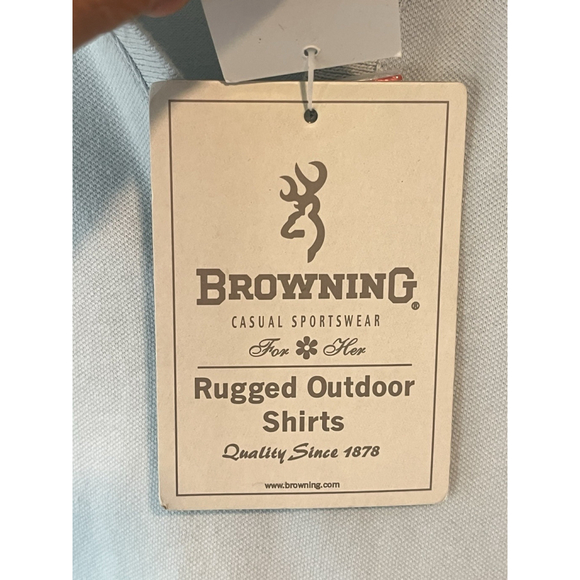 BROWNING®
CASUAL SPORTSWEAR
For Her
Rugged Outdoor
Shirts
Quality Since 1878
www.browning.com